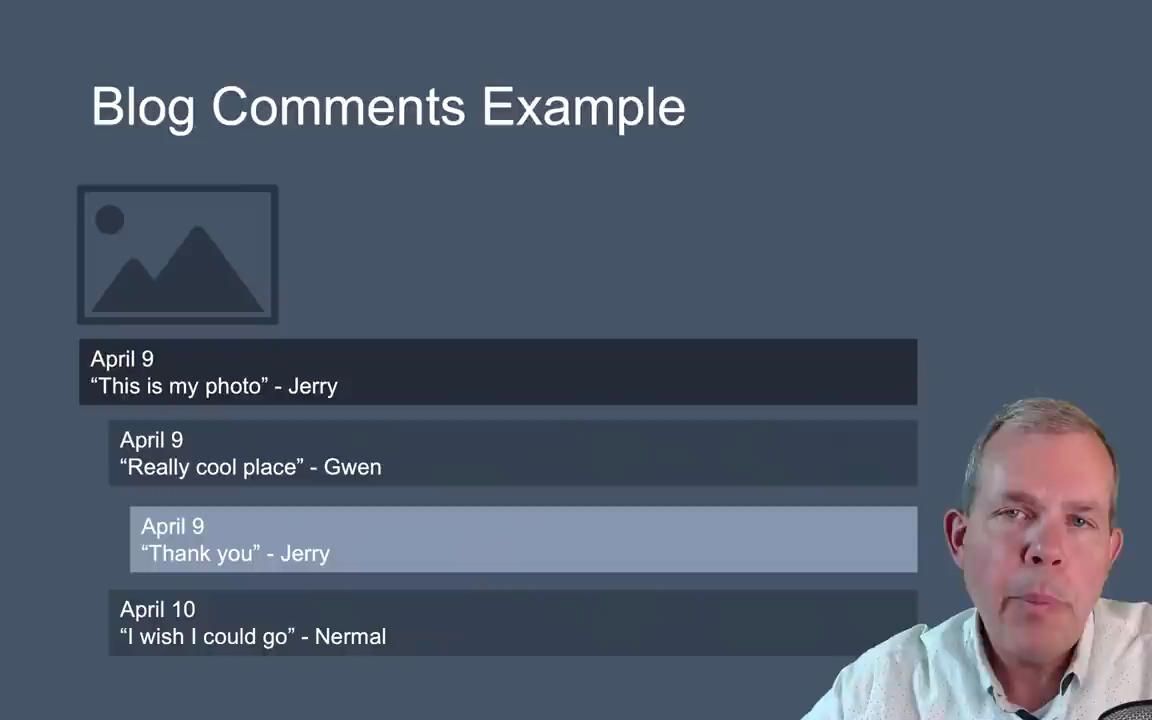 Blog Comments Example
April 9
“This is my photo” - Jerry
April 9
“Really cool place” - Gwen
April 9
“Thank you” - Jerry
April 10
“I wish I could go” - Nermal